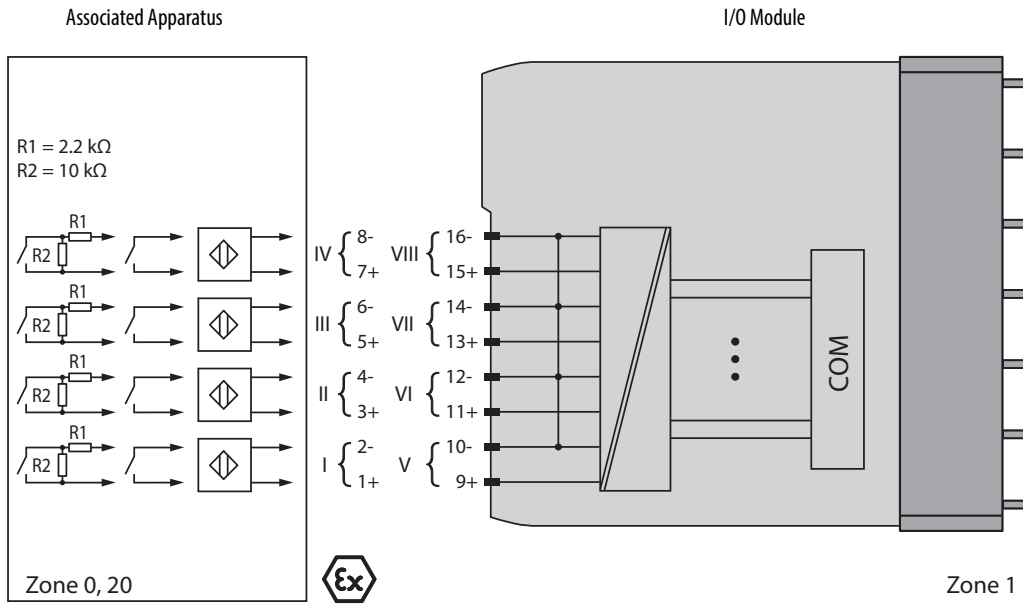 Associated Apparatus
I/O Module
R1 = 2.2 kΩ
R2 = 10 kΩ
R1
R2
IV 8- VIII 16-
7+ 15+
R1
R2
III 6- VII 14-
5+ 13+
R1
R2
II 4- VI 12-
3+ 11+
R1
R2
I 2- V 10-
1+ 9+
COM
Zone 0, 20
Ex
Zone 1